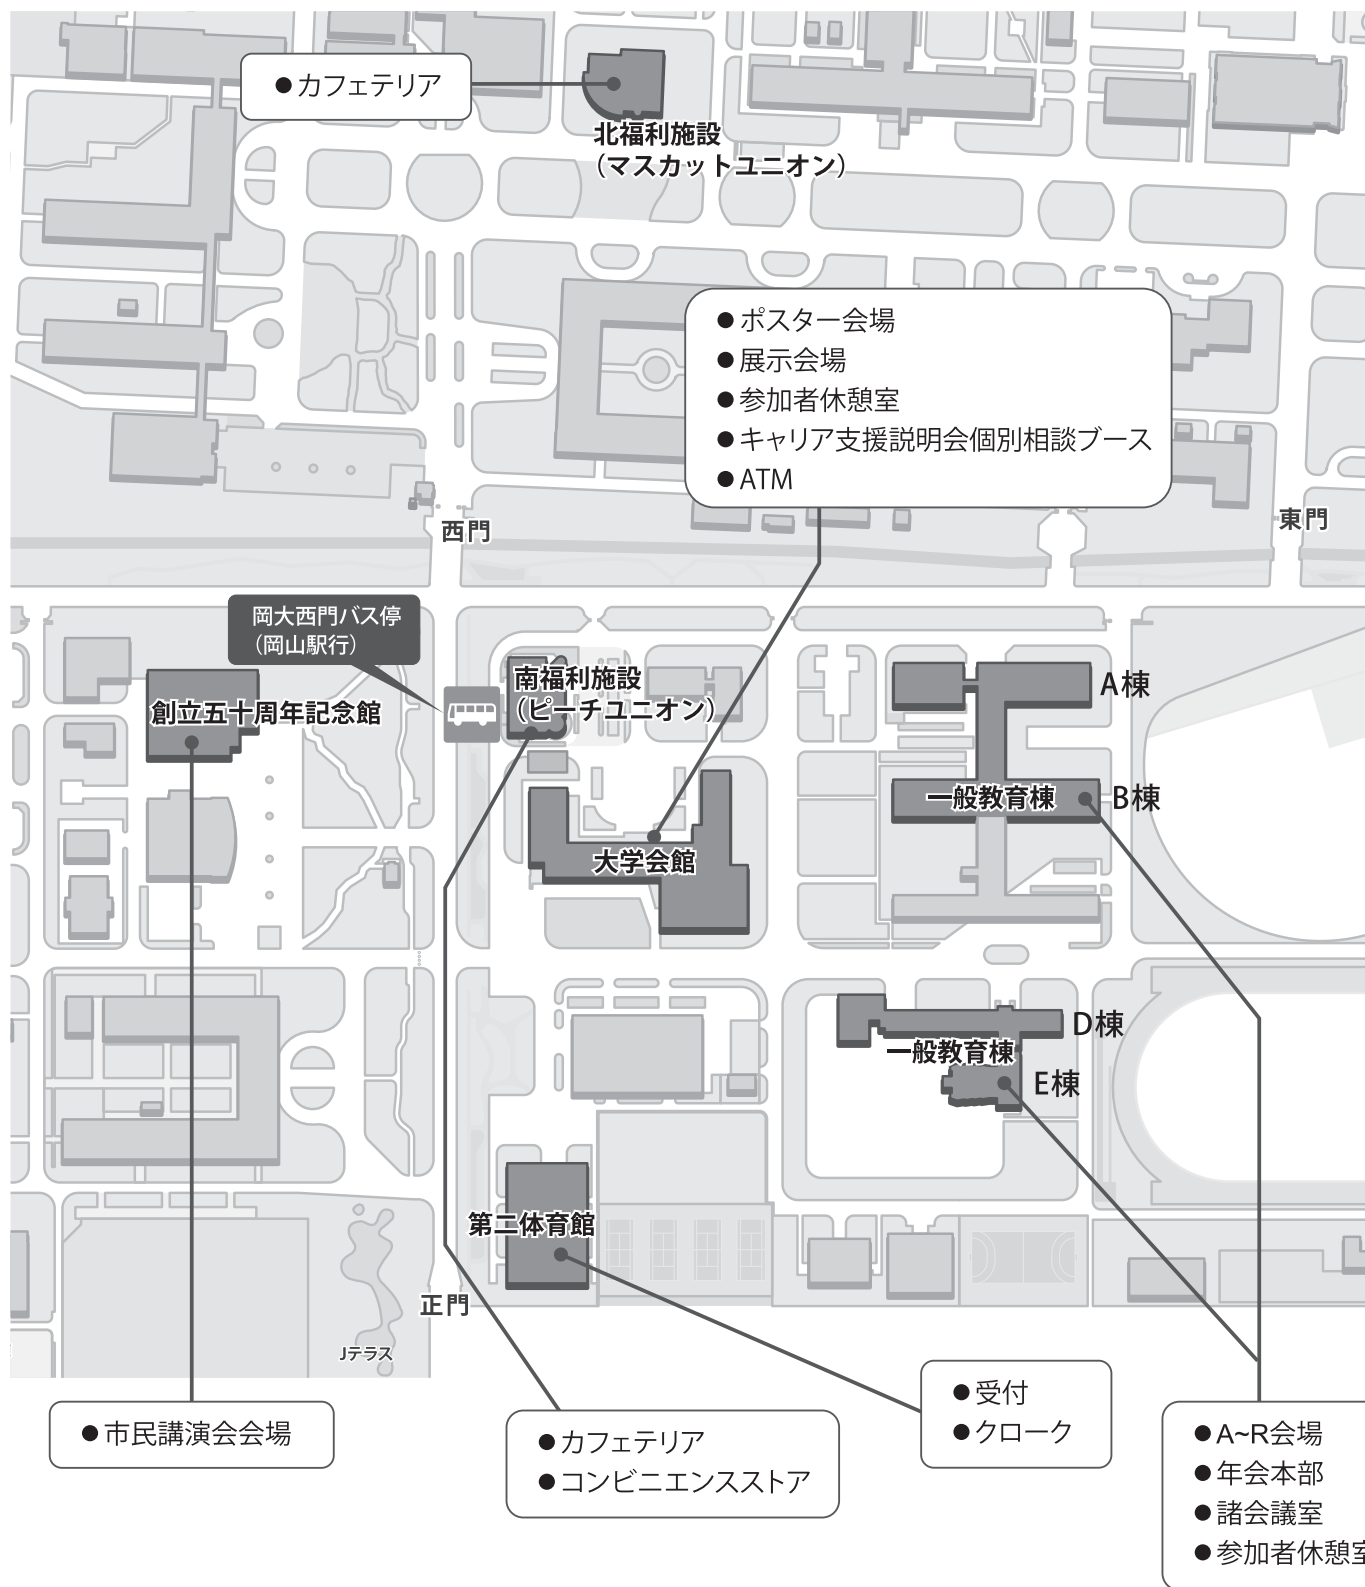 ●カフェテリア
北福利施設
（マスカットユニオン）
●ポスター会場
●展示会場
●参加者休憩室
●キャリア支援説明会個別相談ブース
●ATM
西門
東門
岡大西門バス停
（岡山駅行）
南福利施設
（ピーチユニオン）
創立五十周年記念館
A棟
一般教育棟
B棟
大学会館
D棟
一般教育棟
E棟
第二体育館
正門
Jテラス
●市民講演会会場
●カフェテリア
●コンビニエンスストア
●受付
●クローク
●A~R会場
●年会本部
●諸会議室
●参加者休憩室